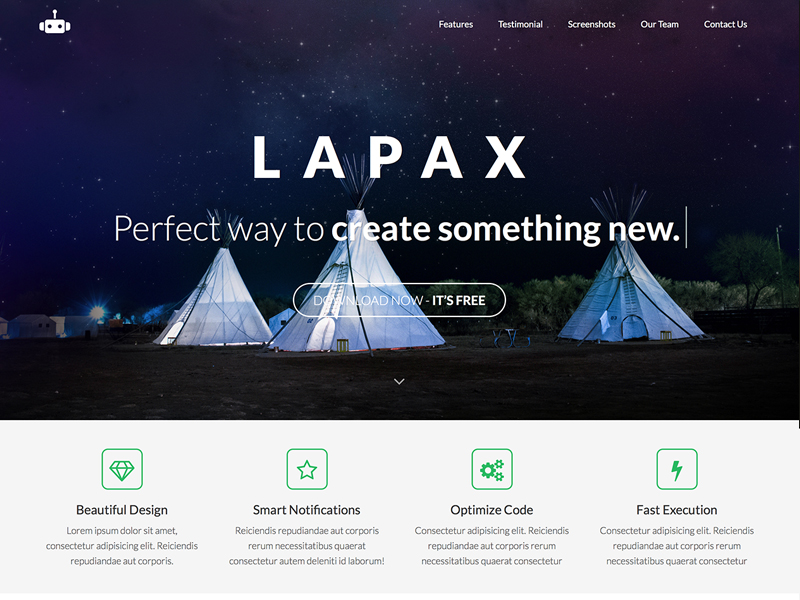 Features Testimonial Screenshots Our Team Contact Us
LAPAX
Perfect way to create something new.
DOWNLOAD NOW - IT'S FREE
Beautiful Design
Lorem ipsum dolor sit amet,
consectetur adipisicing elit. Reiciendis
repudiandae aut corporis.
Smart Notifications
Reiciendis repudiandae aut corporis
rerum necessitatibus quaerat
consectetur autem deleniti id laborum!
Optimize Code
Consectetur adipisicing elit. Reiciendis
repudiandae aut corporis rerum
necessitatibus quaerat consectetur
Fast Execution
Consectetur adipisicing elit. Reiciendis
repudiandae aut corporis rerum
necessitatibus quaerat consectetur